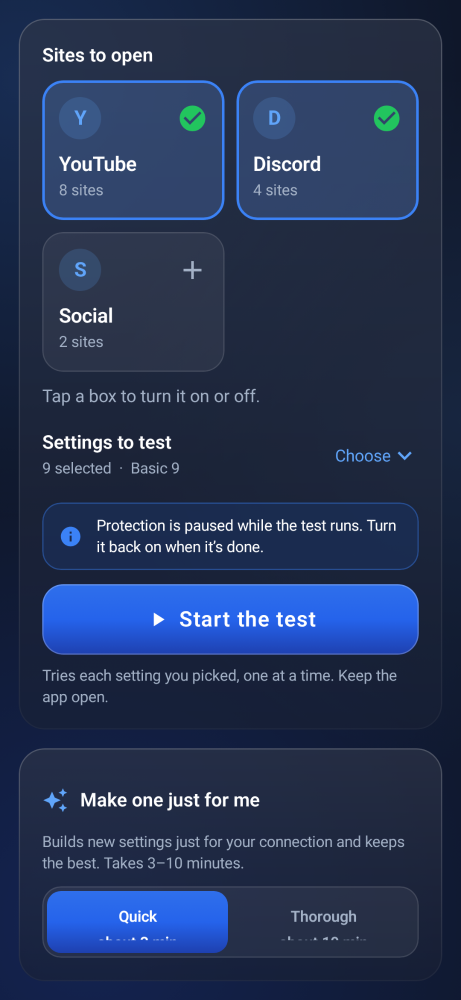 Sites to open
Y
D
YouTube
Discord
8 sites
4 sites
S
Social
2 sites
Tap a box to turn it on or off.
Settings to test
9 selected · Basic 9
Choose
Protection is paused while the test runs. Turn
it back on when it's done.
Start the test
Tries each setting you picked, one at a time. Keep the
app open.
Make one just for me
Builds new settings just for your connection and keeps
the best. Takes 3–10 minutes.
Quick
Thorough
about
about